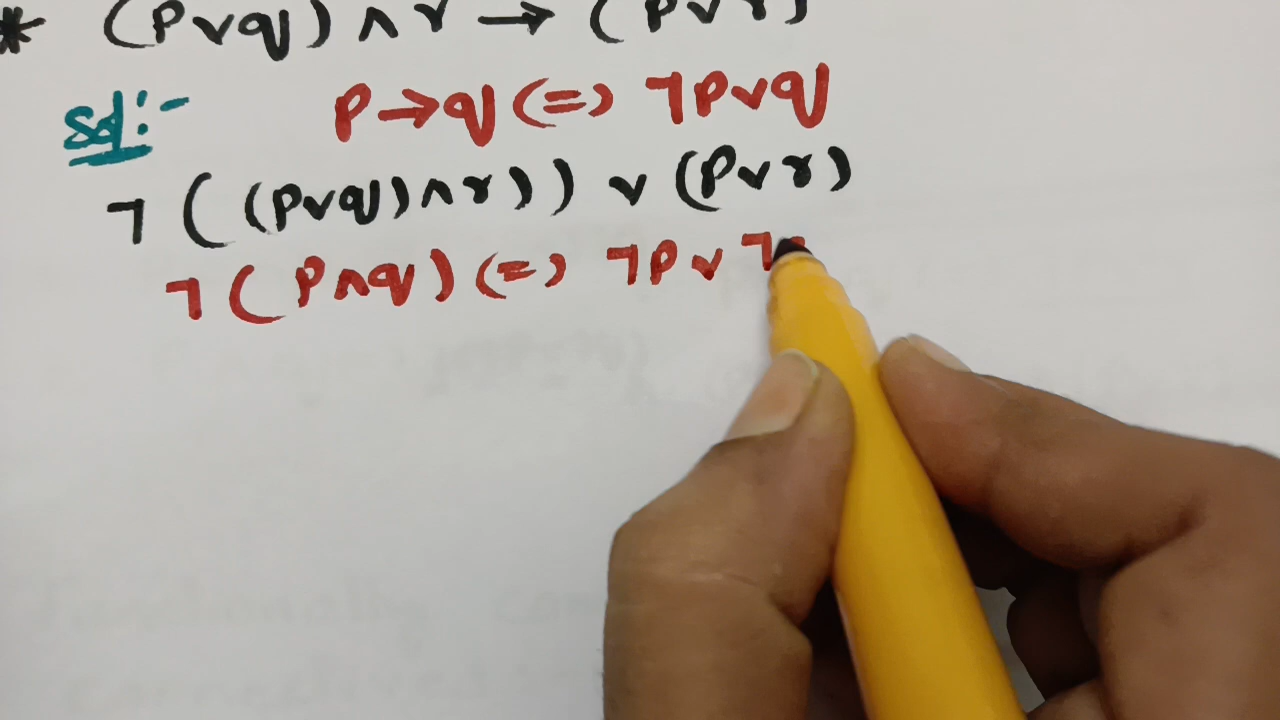 * (P∨q) ∧ r → (P∨r)
Sol:-
P→q (=) ¬P∨q
¬ ( (P∨q)∧r) ) ∨ (P∨r)
¬ ( P∧q ) (=) ¬P∨¬